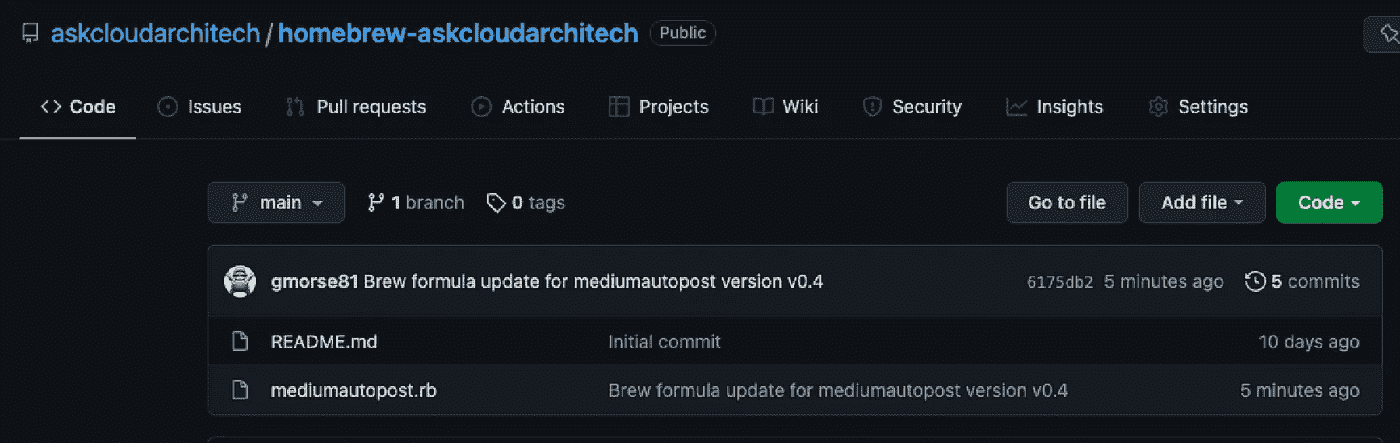 askcloudarchitech / homebrew-askcloudarchitech Public
Code Issues Pull requests Actions Projects Wiki Security Insights Settings
main 1 branch 0 tags Go to file Add file Code
gmorse81 Brew formula update for mediumautopost version v0.4 6175db2 5 minutes ago 5 commits
README.md Initial commit 10 days ago
mediumautopost.rb Brew formula update for mediumautopost version v0.4 5 minutes ago